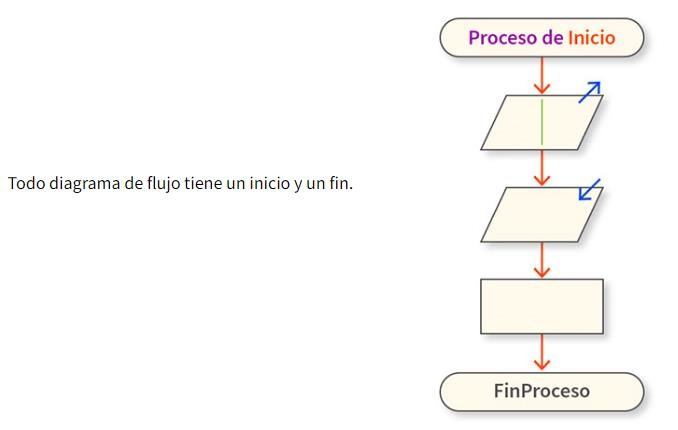 Proceso de Inicio
Todo diagrama de flujo tiene un inicio y un fin.
FinProceso